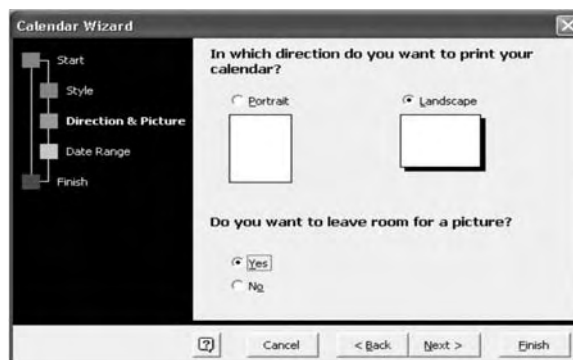 Calendar Wizard
Start
Style
Direction & Picture
Date Range
Finish
In which direction do you want to print your
calendar?
Portrait
Landscape
Do you want to leave room for a picture?
Yes
No
?
Cancel
< Back
Next >
Finish